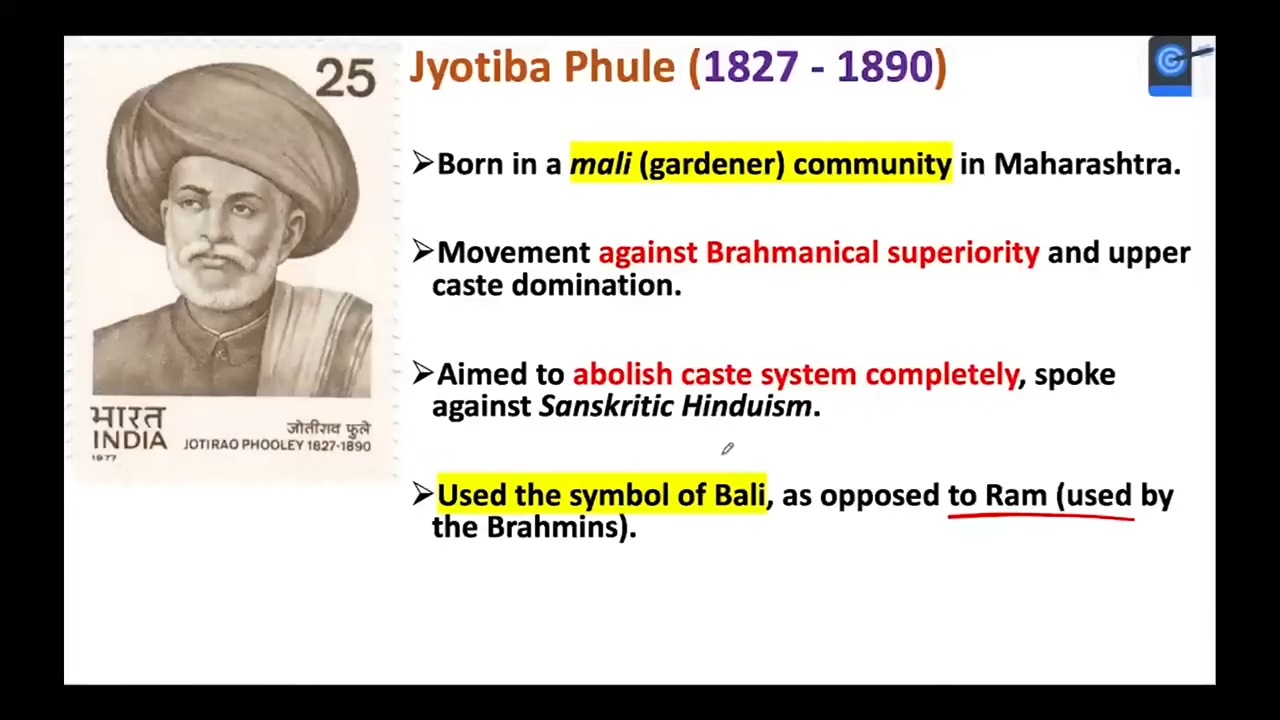 25
भारत
INDIA
1977
जोतीराव फुले
JOTIRAO PHOOLEY 1827-1890
Jyotiba Phule (1827 - 1890)
➢Born in a mali (gardener) community in Maharashtra.
➢Movement against Brahmanical superiority and upper
caste domination.
➢Aimed to abolish caste system completely, spoke
against Sanskritic Hinduism.
➢Used the symbol of Bali, as opposed to Ram (used by
the Brahmins).